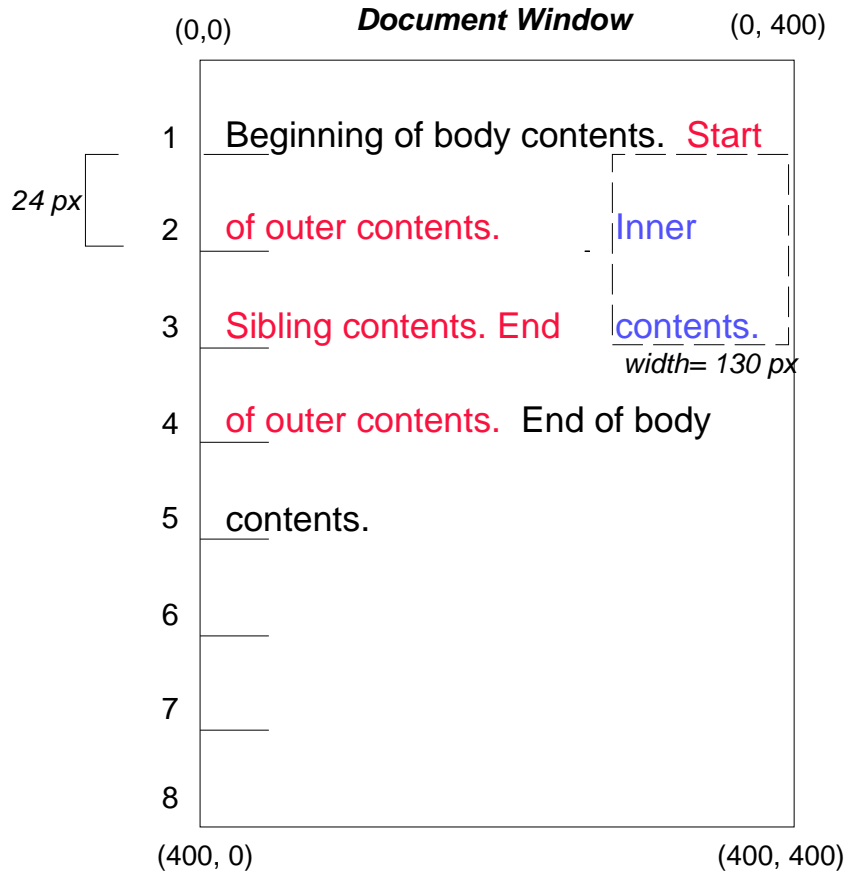 Document Window
(0,0) (0, 400)
1 Beginning of body contents. Start
24 px
2 of outer contents. Inner
3 Sibling contents. End contents.
width= 130 px
4 of outer contents. End of body
5 contents.
6
7
8
(400, 0) (400, 400)